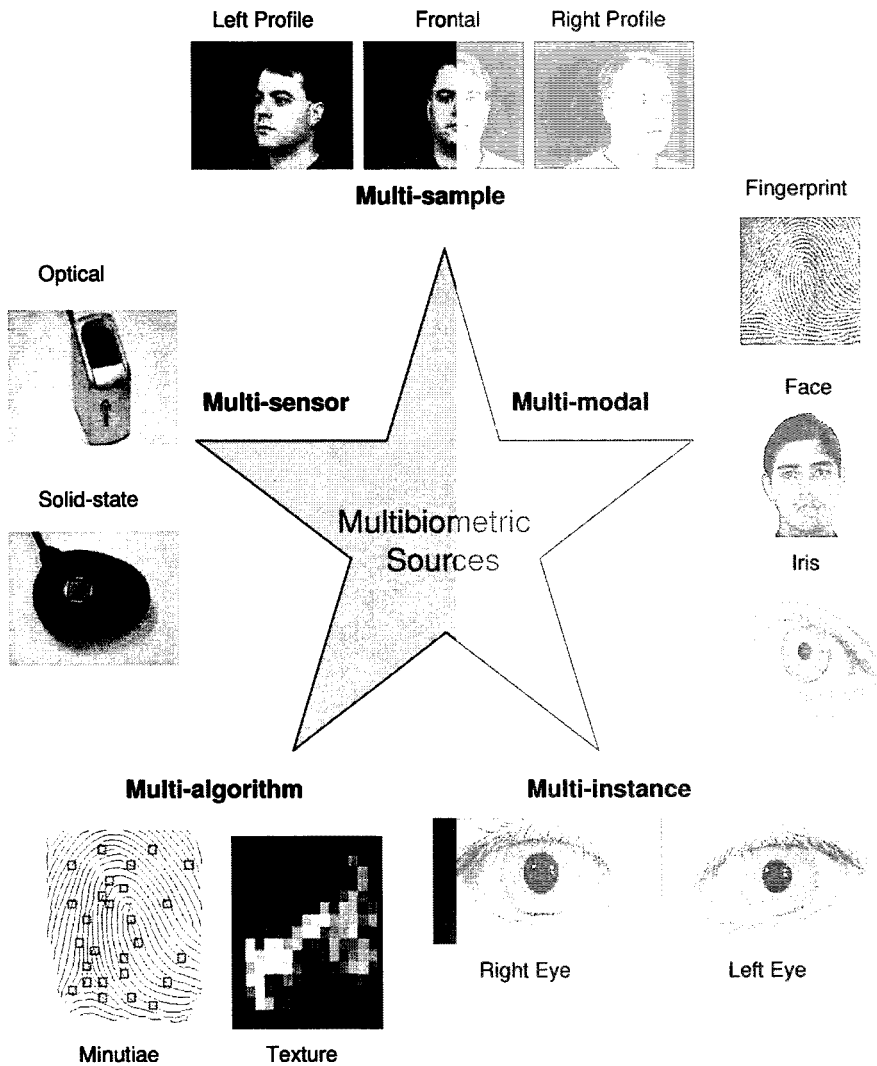 Left Profile
Frontal
Right Profile
Multi-sample
Fingerprint
Optical
Multi-sensor
Multi-modal
Face
Solid-state
Multibiometric
Sources
Iris
Multi-algorithm
Multi-instance
Right Eye
Left Eye
Minutiae
Texture